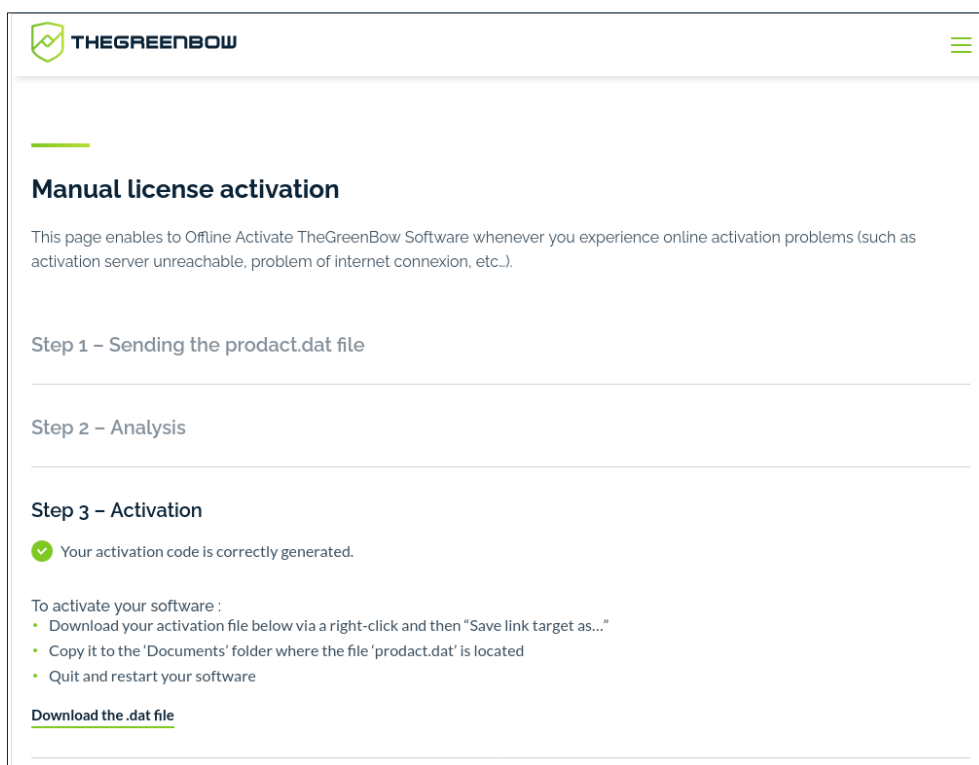 THEGREENBOW
Manual license activation
This page enables to Offline Activate TheGreenBow Software whenever you experience online activation problems (such as
activation server unreachable, problem of internet connexion, etc…).
Step 1 – Sending the prodact.dat file
Step 2 – Analysis
Step 3 – Activation
Your activation code is correctly generated.
To activate your software :
• Download your activation file below via a right-click and then “Save link target as…”
• Copy it to the ‘Documents’ folder where the file ‘prodact.dat’ is located
• Quit and restart your software
Download the .dat file